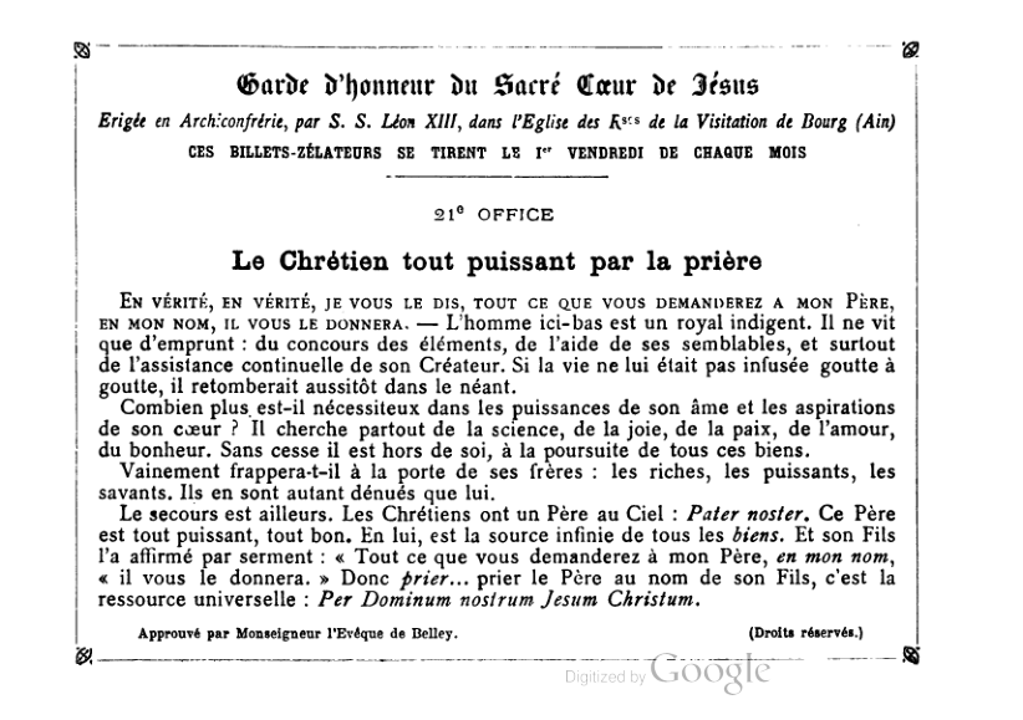 Garde d'honneur du Sacré Cœur de Jésus
Erigée en Archiconfrérie, par S. S. Léon XIII, dans l'Eglise des Rses de la Visitation de Bourg (Ain)
CES BILLETS-ZÉLATEURS SE TIRENT LE Ier VENDREDI DE CHAQUE MOIS
21e OFFICE
Le Chrétien tout puissant par la prière
EN VÉRITÉ, EN VÉRITÉ, JE VOUS LE DIS, TOUT CE QUE VOUS DEMANDEREZ A MON PÈRE,
EN MON NOM, IL VOUS LE DONNERA. — L'homme ici-bas est un royal indigent. Il ne vit
que d'emprunt : du concours des éléments, de l'aide de ses semblables, et surtout
de l'assistance continuelle de son Créateur. Si la vie ne lui était pas infusée goutte à
goutte, il retomberait aussitôt dans le néant.
Combien plus est-il nécessiteux dans les puissances de son âme et les aspirations
de son cœur ? Il cherche partout de la science, de la joie, de la paix, de l'amour,
du bonheur. Sans cesse il est hors de soi, à la poursuite de tous ces biens.
Vainement frappera-t-il à la porte de ses frères : les riches, les puissants, les
savants. Ils en sont autant dénués que lui.
Le secours est ailleurs. Les Chrétiens ont un Père au Ciel : Pater noster. Ce Père
est tout puissant, tout bon. En lui, est la source infinie de tous les biens. Et son Fils
l'a affirmé par serment : « Tout ce que vous demanderez à mon Père, en mon nom,
« il vous le donnera. » Donc prier... prier le Père au nom de son Fils, c'est la
ressource universelle : Per Dominum nostrum Jesum Christum.
Approuvé par Monseigneur l'Evêque de Belley. (Droits réservés.)
Digitized by Google